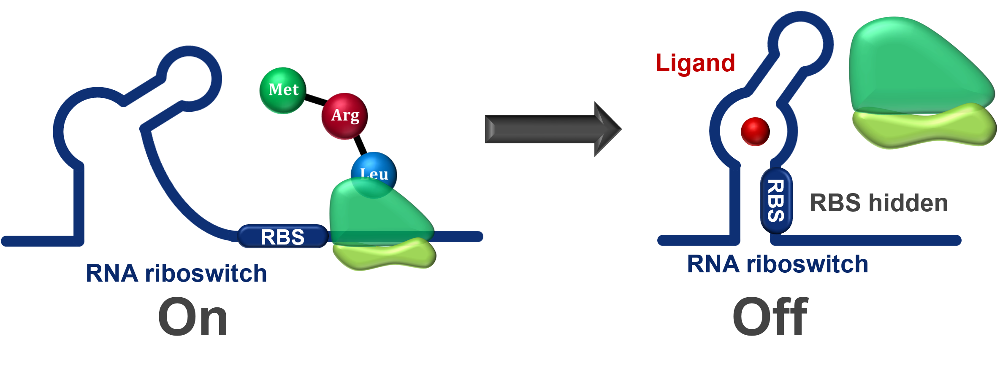 Met
Arg
Leu
RBS
RNA riboswitch
On
Ligand
RBS
RBS hidden
RNA riboswitch
Off